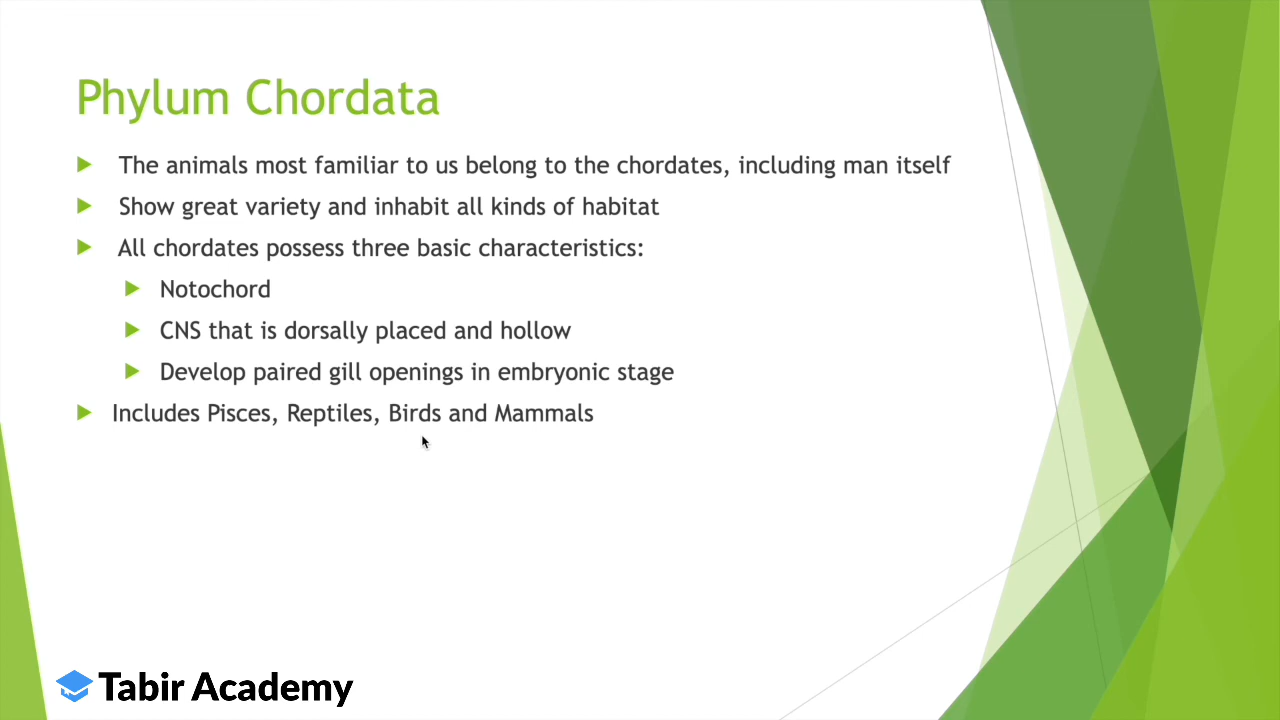 Phylum Chordata
The animals most familiar to us belong to the chordates, including man itself
Show great variety and inhabit all kinds of habitat
All chordates possess three basic characteristics:
Notochord
CNS that is dorsally placed and hollow
Develop paired gill openings in embryonic stage
Includes Pisces, Reptiles, Birds and Mammals
Tabir Academy